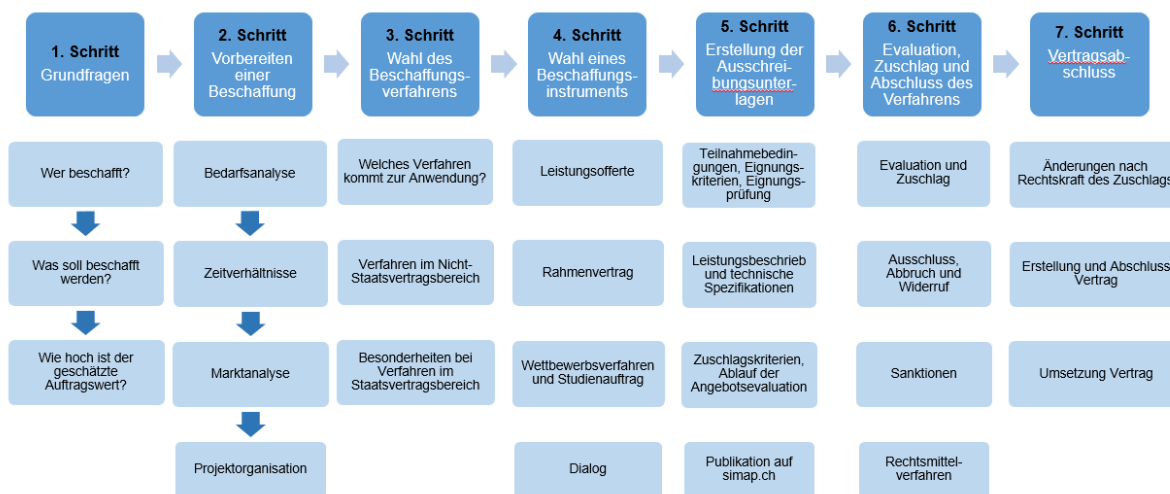 1. Schritt
Grundfragen
2. Schritt
Vorbereiten
einer
Beschaffung
3. Schritt
Wahl des
Beschaffungs-
verfahrens
4. Schritt
Wahl eines
Beschaffungs-
instruments
5. Schritt
Erstellung der
Ausschrei-
bungsunter-
lagen
6. Schritt
Evaluation,
Zuschlag und
Abschluss des
Verfahrens
7. Schritt
Vertragsab-
schluss
Wer beschafft?
Bedarfsanalyse
Welches Verfahren
kommt zur Anwendung?
Leistungsofferte
Teilnahmebedin-
gungen, Eignungs-
kriterien, Eignungs-
prüfung
Evaluation und
Zuschlag
Änderungen nach
Rechtskraft des Zuschlags
Was soll beschafft
werden?
Zeitverhältnisse
Verfahren im Nicht-
Staatsvertragsbereich
Rahmenvertrag
Leistungsbeschrieb
und technische
Spezifikationen
Ausschluss,
Abbruch und
Widerruf
Erstellung und Abschluss
Vertrag
Wie hoch ist der
geschätzte
Auftragswert?
Marktanalyse
Besonderheiten bei
Verfahren im
Staatsvertragsbereich
Wettbewerbsverfahren
und Studienauftrag
Zuschlagskriterien,
Ablauf der
Angebotsevaluation
Sanktionen
Umsetzung Vertrag
Projektorganisation
Dialog
Publikation auf
simap.ch
Rechtsmittel-
verfahren